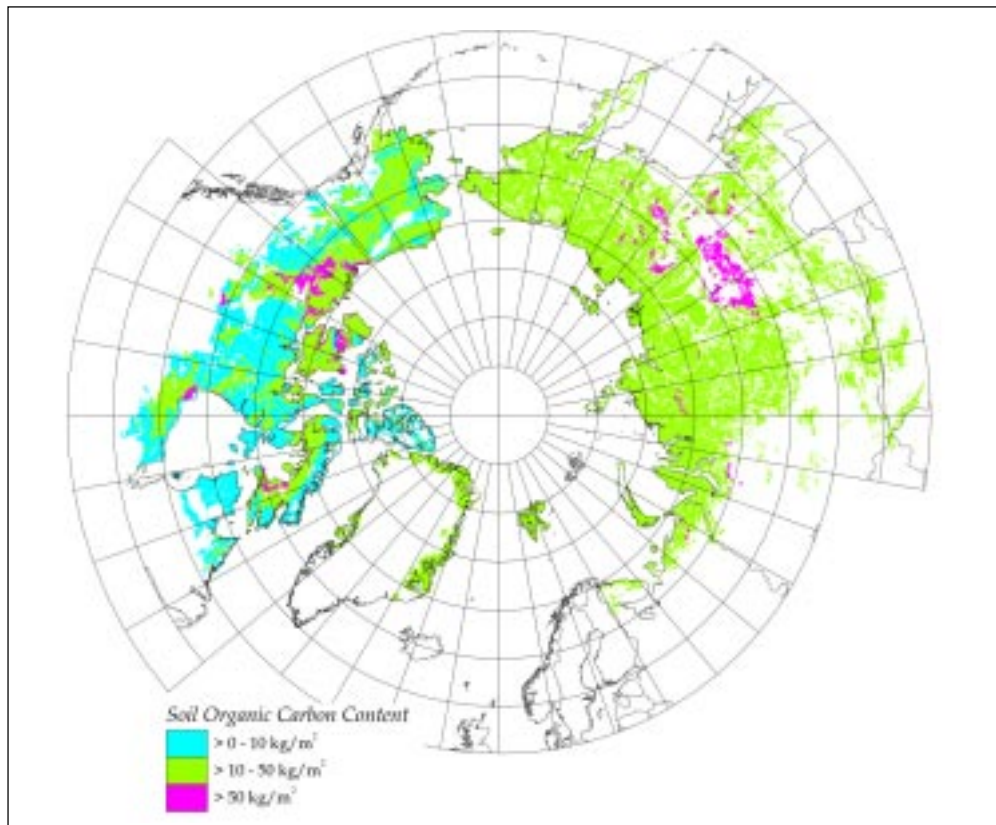 Soil Organic Carbon Content
> 0 - 10 kg/m²
> 10 - 50 kg/m²
> 50 kg/m²